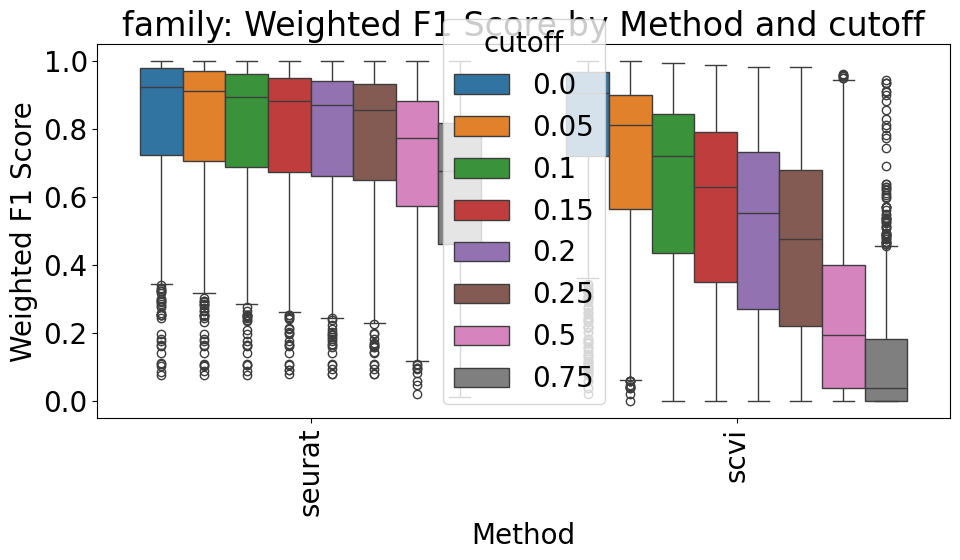 family: Weighted F1 Score by Method and cutoff
cutoff
0.0
0.05
0.1
0.15
0.2
0.25
0.5
0.75
Weighted F1 Score
1.0
0.8
0.6
0.4
0.2
0.0
seurat
scvi
Method